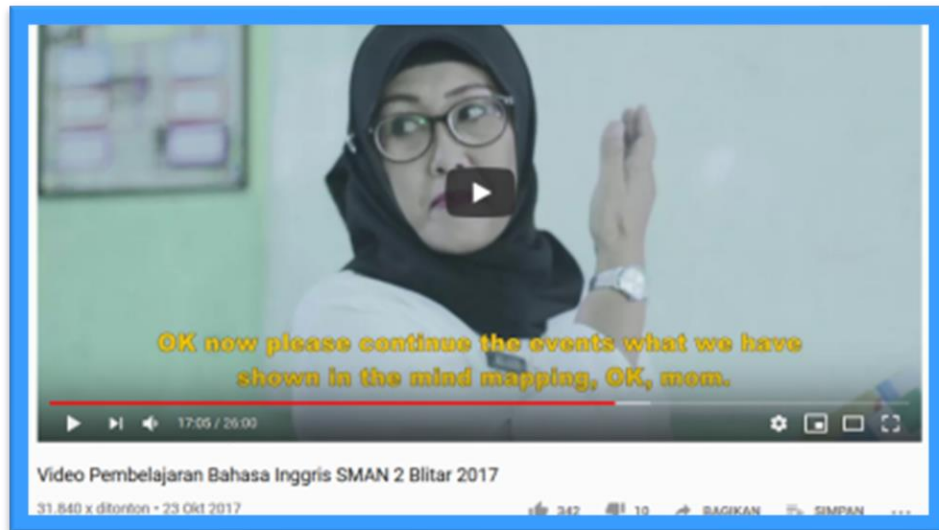 OK now please continue the events what we have
shown in the mind mapping, OK, mom.
17:05 / 26:00
Video Pembelajaran Bahasa Inggris SMAN 2 Blitar 2017
31.840 x ditonton • 23 Okt 2017
342
10
BAGIKAN
SIMPAN